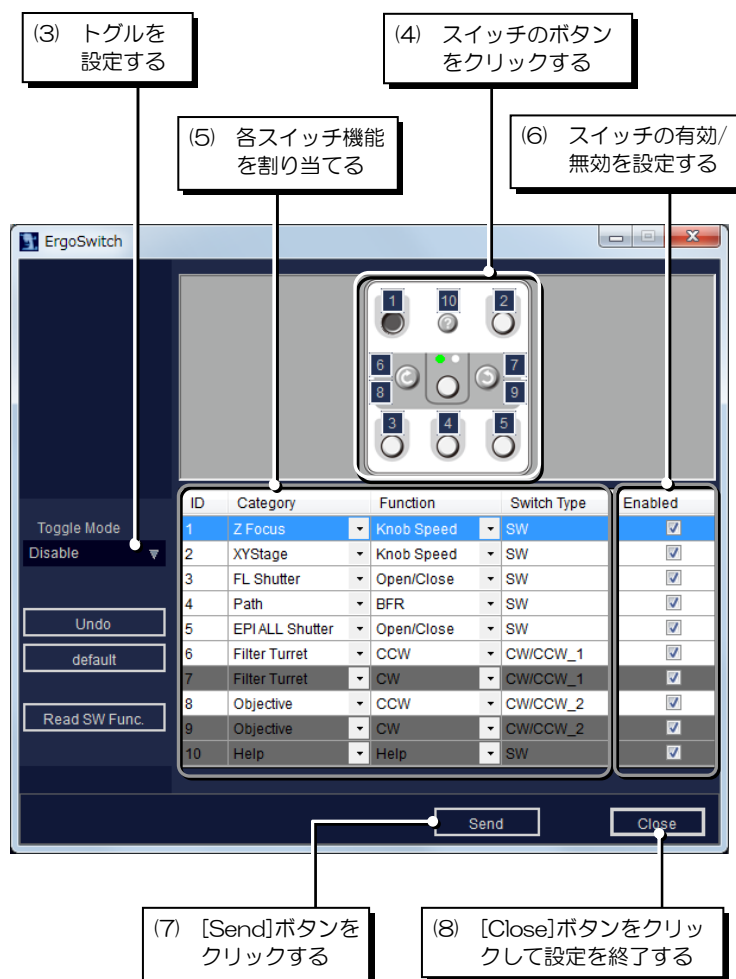 (3) トグルを
設定する
(4) スイッチのボタン
をクリックする
(5) 各スイッチ機能
を割り当てる
(6) スイッチの有効/
無効を設定する
ErgoSwitch
1 10 2
?
6 7
8 9
3 4 5
Toggle Mode
Disable
Undo
default
Read SW Func.
ID Category Function Switch Type Enabled
1 Z Focus Knob Speed SW
2 XYStage Knob Speed SW
3 FL Shutter Open/Close SW
4 Path BFR SW
5 EPI ALL Shutter Open/Close SW
6 Filter Turret CCW CW/CCW_1
7 Filter Turret CW CW/CCW_1
8 Objective CCW CW/CCW_2
9 Objective CW CW/CCW_2
10 Help Help SW
Send Close
(7) [Send]ボタンを
クリックする
(8) [Close]ボタンをクリッ
クして設定を終了する